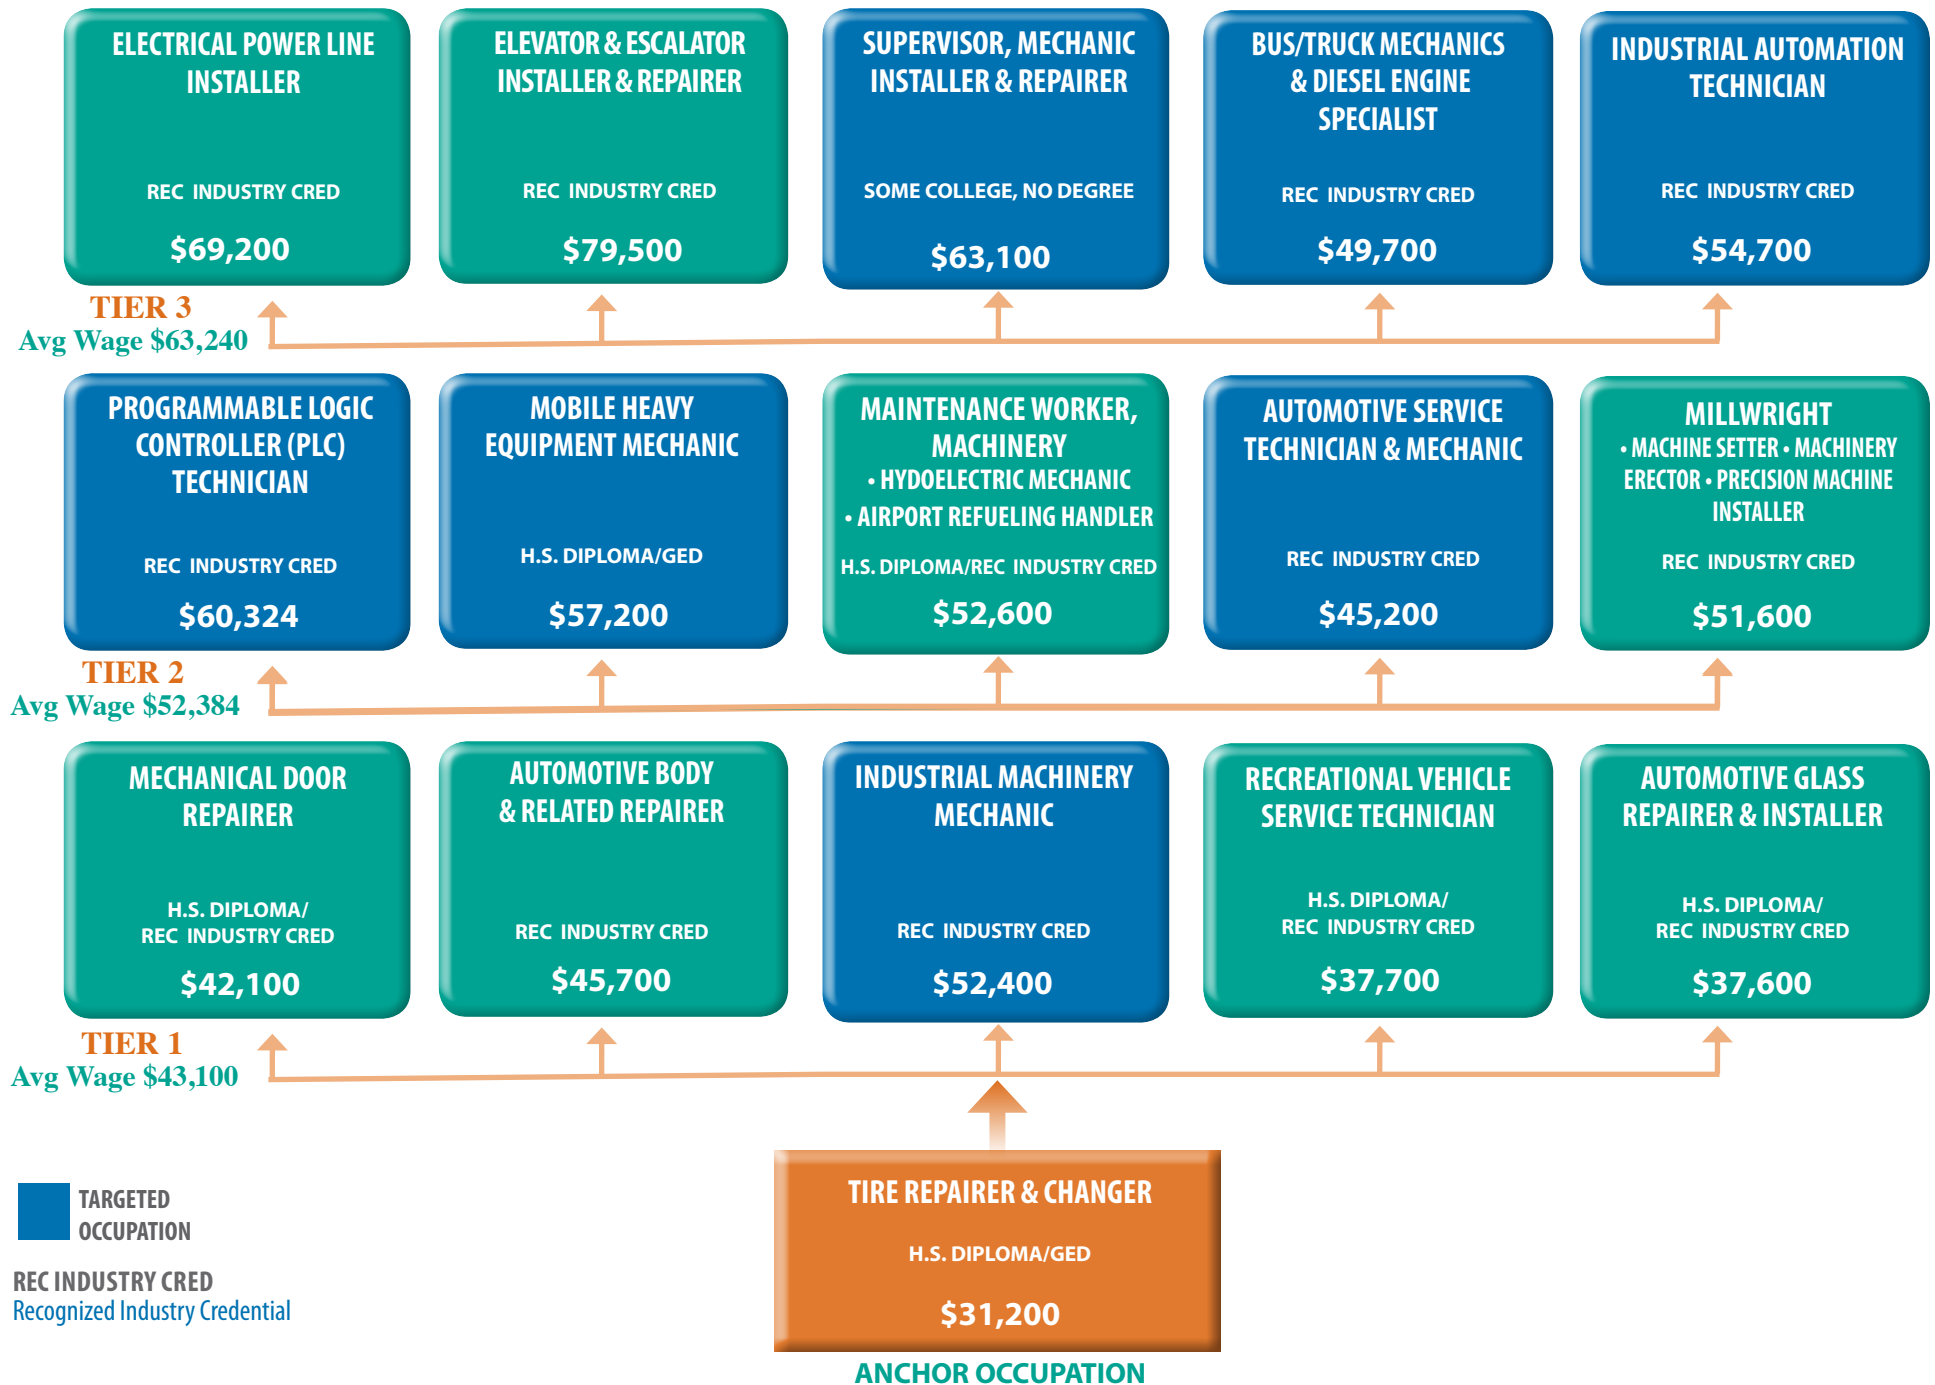 ELECTRICAL POWER LINE
INSTALLER
REC INDUSTRY CRED
$69,200
ELEVATOR & ESCALATOR
INSTALLER & REPAIRER
REC INDUSTRY CRED
$79,500
SUPERVISOR, MECHANIC
INSTALLER & REPAIRER
SOME COLLEGE, NO DEGREE
$63,100
BUS/TRUCK MECHANICS
& DIESEL ENGINE
SPECIALIST
REC INDUSTRY CRED
$49,700
INDUSTRIAL AUTOMATION
TECHNICIAN
REC INDUSTRY CRED
$54,700
TIER 3
Avg Wage $63,240
PROGRAMMABLE LOGIC
CONTROLLER (PLC)
TECHNICIAN
REC INDUSTRY CRED
$60,324
MOBILE HEAVY
EQUIPMENT MECHANIC
H.S. DIPLOMA/GED
$57,200
MAINTENANCE WORKER,
MACHINERY
• HYDOELECTRIC MECHANIC
• AIRPORT REFUELING HANDLER
H.S. DIPLOMA/REC INDUSTRY CRED
$52,600
AUTOMOTIVE SERVICE
TECHNICIAN & MECHANIC
REC INDUSTRY CRED
$45,200
MILLWRIGHT
• MACHINE SETTER • MACHINERY
ERECTOR • PRECISION MACHINE
INSTALLER
REC INDUSTRY CRED
$51,600
TIER 2
Avg Wage $52,384
MECHANICAL DOOR
REPAIRER
H.S. DIPLOMA/
REC INDUSTRY CRED
$42,100
AUTOMOTIVE BODY
& RELATED REPAIRER
REC INDUSTRY CRED
$45,700
INDUSTRIAL MACHINERY
MECHANIC
REC INDUSTRY CRED
$52,400
RECREATIONAL VEHICLE
SERVICE TECHNICIAN
H.S. DIPLOMA/
REC INDUSTRY CRED
$37,700
AUTOMOTIVE GLASS
REPAIRER & INSTALLER
H.S. DIPLOMA/
REC INDUSTRY CRED
$37,600
TIER 1
Avg Wage $43,100
TIRE REPAIRER & CHANGER
H.S. DIPLOMA/GED
$31,200
ANCHOR OCCUPATION
TARGETED
OCCUPATION
REC INDUSTRY CRED
Recognized Industry Credential